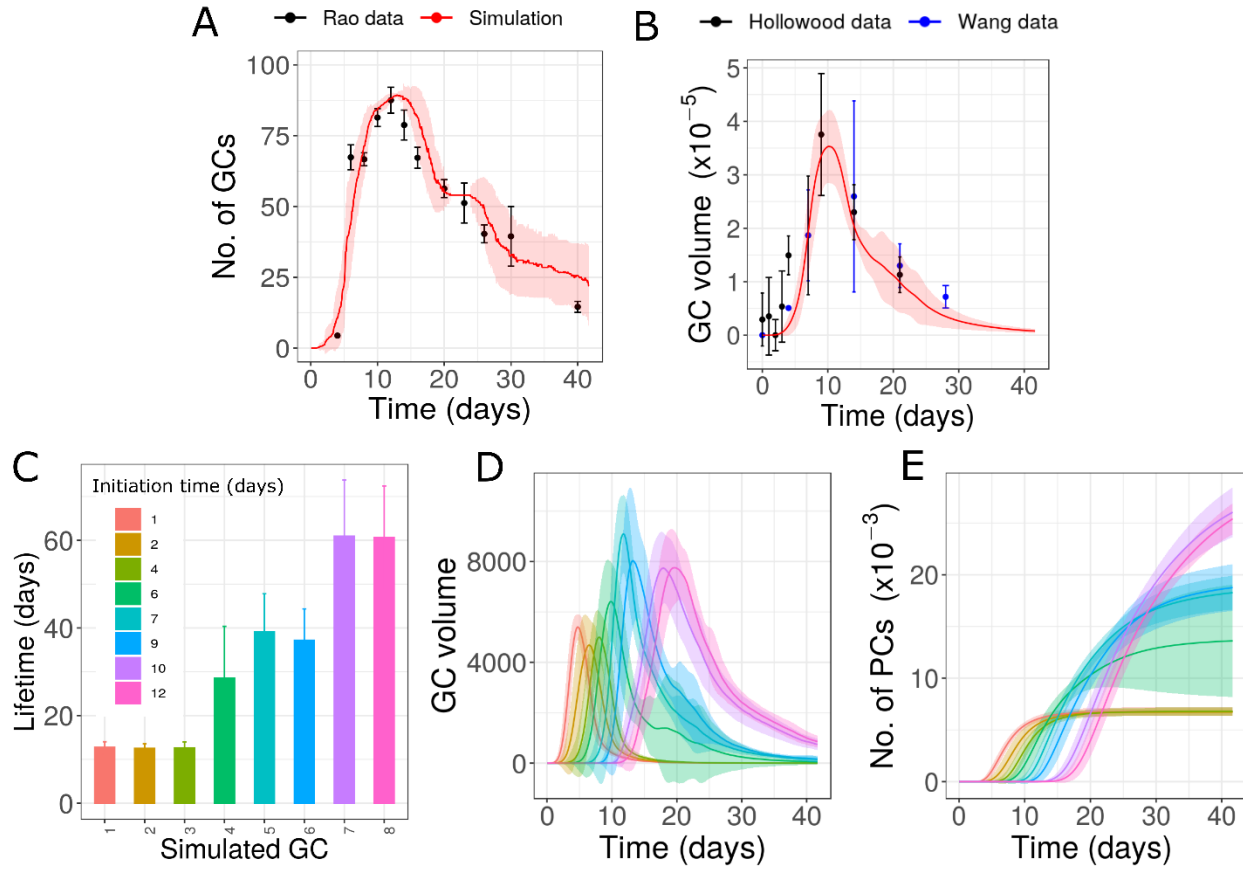 A
Rao data
Simulation
No. of GCs
100
75
50
25
0
0 10 20 30 40
Time (days)
B
Hollowood data
Wang data
GC volume (x10⁻⁵)
5
4
3
2
1
0
0 10 20 30 40
Time (days)
C
Initiation time (days)
1
2
4
6
7
9
10
12
Lifetime (days)
60
40
20
0
1 2 3 4 5 6 7 8
Simulated GC
D
GC volume
8000
4000
0
0 10 20 30 40
Time (days)
E
No. of PCs (x10⁻³)
20
10
0
0 10 20 30 40
Time (days)